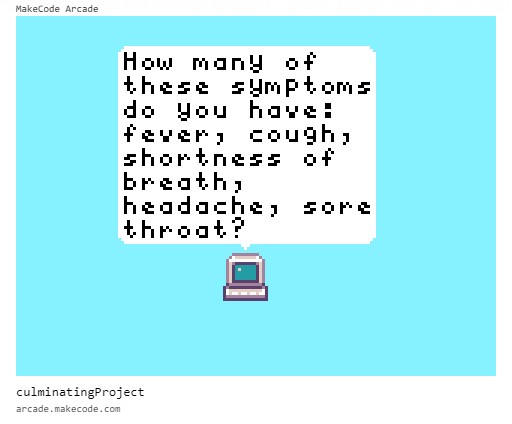 MakeCode Arcade
How many of
these symptoms
do you have:
fever, cough,
shortness of
breath,
headache, sore
throat?
culminatingProject
arcade.makecode.com